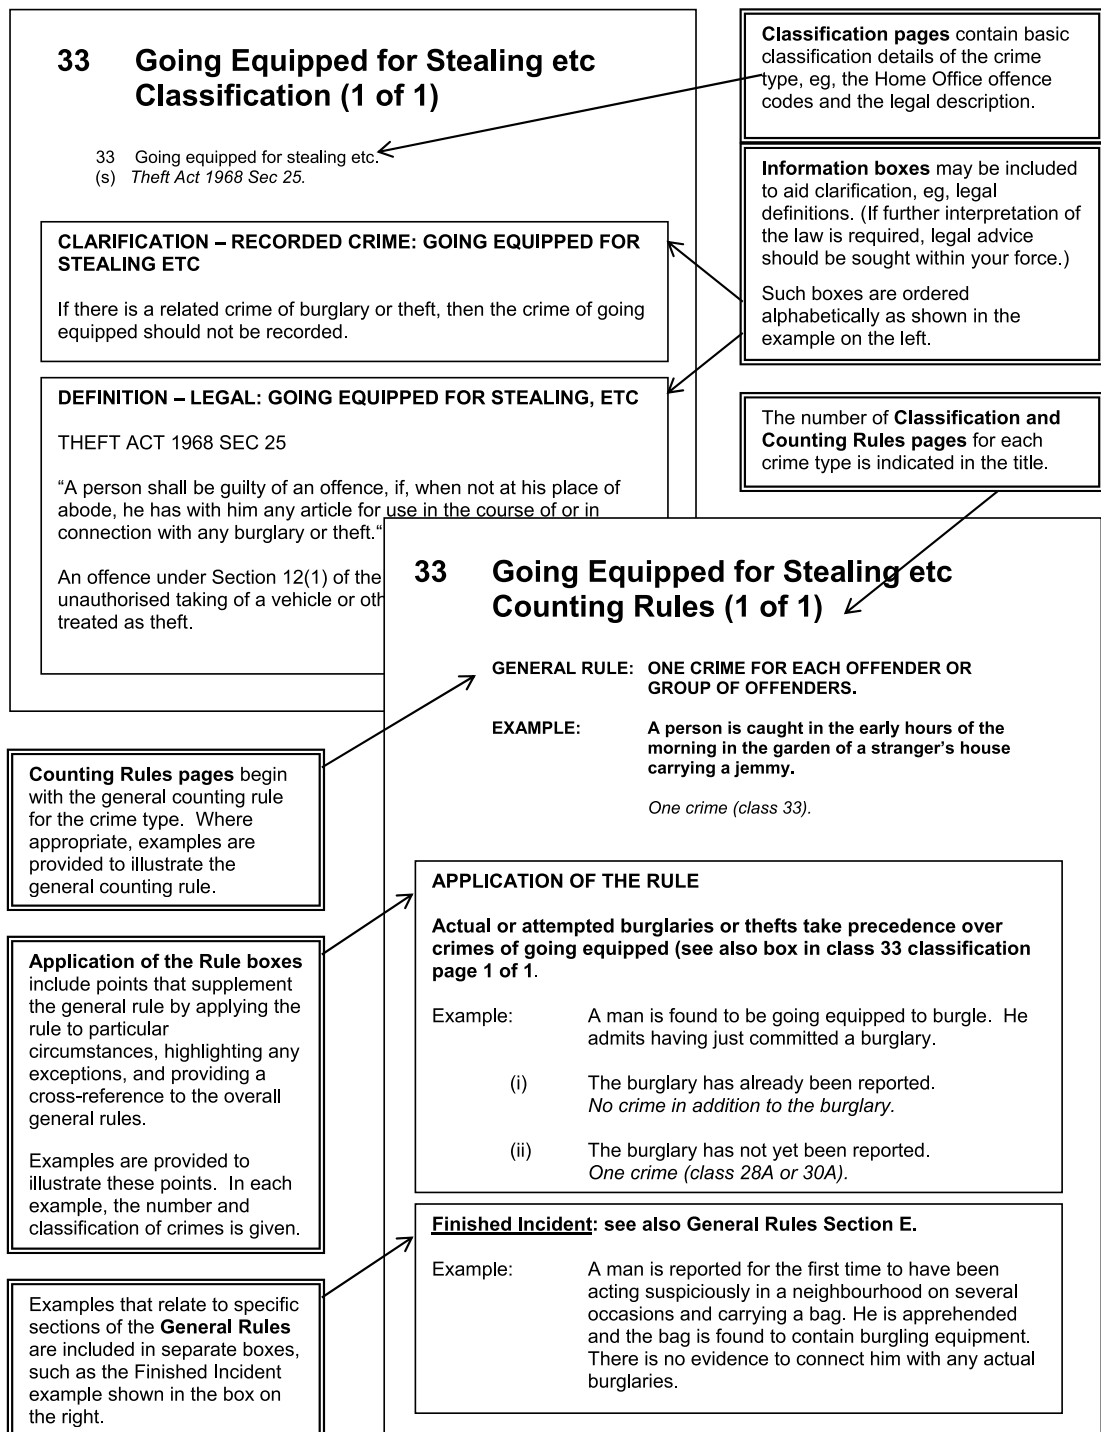 33 Going Equipped for Stealing etc
Classification (1 of 1)
33 Going equipped for stealing etc.
(s) Theft Act 1968 Sec 25.
CLARIFICATION – RECORDED CRIME: GOING EQUIPPED FOR
STEALING ETC
If there is a related crime of burglary or theft, then the crime of going
equipped should not be recorded.
DEFINITION – LEGAL: GOING EQUIPPED FOR STEALING, ETC
THEFT ACT 1968 SEC 25
“A person shall be guilty of an offence, if, when not at his place of
abode, he has with him any article for use in the course of or in
connection with any burglary or theft.“
An offence under Section 12(1) of the
unauthorised taking of a vehicle or oth
treated as theft.
Classification pages contain basic
classification details of the crime
type, eg, the Home Office offence
codes and the legal description.
Information boxes may be included
to aid clarification, eg, legal
definitions. (If further interpretation of
the law is required, legal advice
should be sought within your force.)
Such boxes are ordered
alphabetically as shown in the
example on the left.
The number of Classification and
Counting Rules pages for each
crime type is indicated in the title.
33 Going Equipped for Stealing etc
Counting Rules (1 of 1)
GENERAL RULE: ONE CRIME FOR EACH OFFENDER OR
GROUP OF OFFENDERS.
EXAMPLE: A person is caught in the early hours of the
morning in the garden of a stranger’s house
carrying a jemmy.
One crime (class 33).
Counting Rules pages begin
with the general counting rule
for the crime type. Where
appropriate, examples are
provided to illustrate the
general counting rule.
APPLICATION OF THE RULE
Actual or attempted burglaries or thefts take precedence over
crimes of going equipped (see also box in class 33 classification
page 1 of 1.
Example: A man is found to be going equipped to burgle. He
admits having just committed a burglary.
(i) The burglary has already been reported.
No crime in addition to the burglary.
(ii) The burglary has not yet been reported.
One crime (class 28A or 30A).
Application of the Rule boxes
include points that supplement
the general rule by applying the
rule to particular
circumstances, highlighting any
exceptions, and providing a
cross-reference to the overall
general rules.
Examples are provided to
illustrate these points. In each
example, the number and
classification of crimes is given.
Finished Incident: see also General Rules Section E.
Example: A man is reported for the first time to have been
acting suspiciously in a neighbourhood on several
occasions and carrying a bag. He is apprehended
and the bag is found to contain burgling equipment.
There is no evidence to connect him with any actual
burglaries.
Examples that relate to specific
sections of the General Rules
are included in separate boxes,
such as the Finished Incident
example shown in the box on
the right.